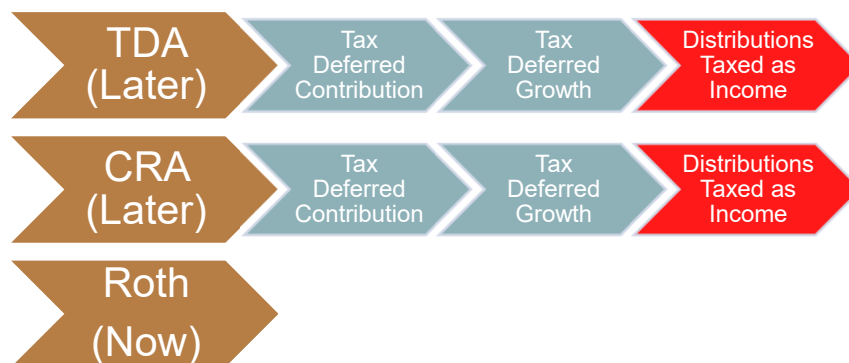 TDA
(Later)
Tax
Deferred
Contribution
Tax
Deferred
Growth
Distributions
Taxed as
Income
CRA
(Later)
Tax
Deferred
Contribution
Tax
Deferred
Growth
Distributions
Taxed as
Income
Roth
(Now)